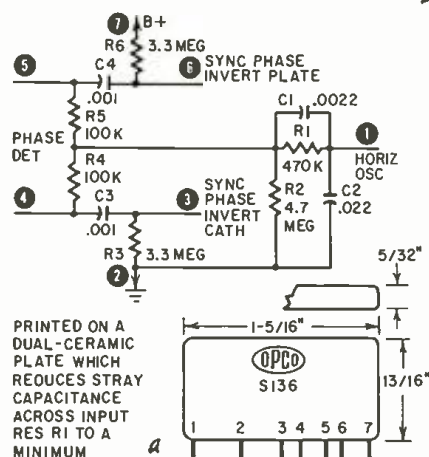 7 B+
R6 3.3 MEG
5 C4 6 SYNC PHASE
INVERT PLATE
.001
R5
100K
C1 .0022
PHASE
DET
R1 1
470K HORIZ
OSC
R4
100K
4 C3 3 SYNC
PHASE
INVERT
CATH
.001
R2
4.7
MEG
C2
.022
R3 3.3 MEG
2
5/32"
1-5/16"
PRINTED ON A
DUAL-CERAMIC
PLATE WHICH
REDUCES STRAY
CAPACITANCE
ACROSS INPUT
RES R1 TO A
MINIMUM
OPCO
S136
13/16"
1 2 3 4 5 6 7
a